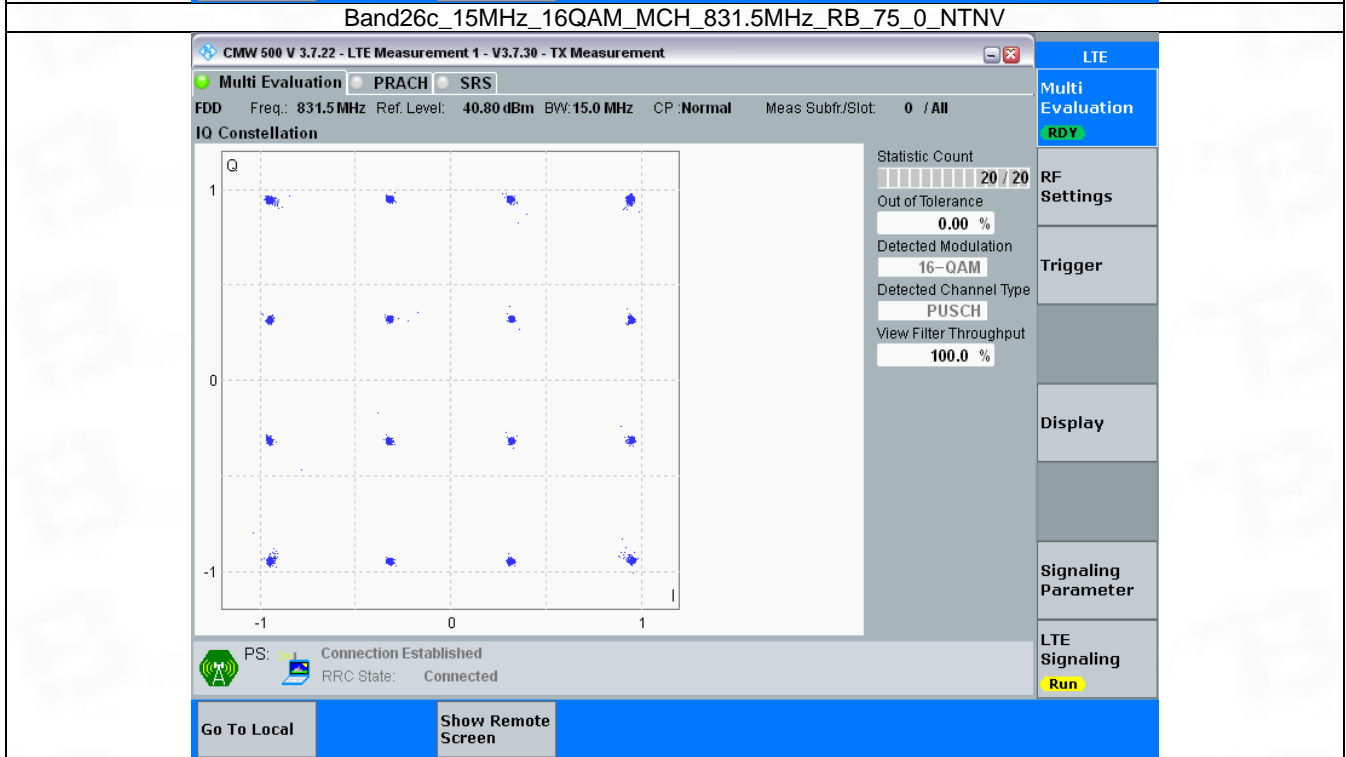 Band26c_15MHz_16QAM_MCH_831.5MHz_RB_75_0_NTNV
CMW 500 V 3.7.22 - LTE Measurement 1 - V3.7.30 - TX Measurement
LTE
Multi Evaluation PRACH SRS
FDD Freq.: 831.5 MHz Ref. Level: 40.80 dBm BW: 15.0 MHz CP :Normal Meas Subfr./Slot: 0 / All
IQ Constellation
Multi
Evaluation
RDY
Q
1
0
-1
I
-1 0 1
Statistic Count
20 / 20
Out of Tolerance
0.00 %
Detected Modulation
16-QAM
Detected Channel Type
PUSCH
View Filter Throughput
100.0 %
RF
Settings
Trigger
Display
Signaling
Parameter
LTE
Signaling
Run
PS: Connection Established
RRC State: Connected
Go To Local
Show Remote
Screen